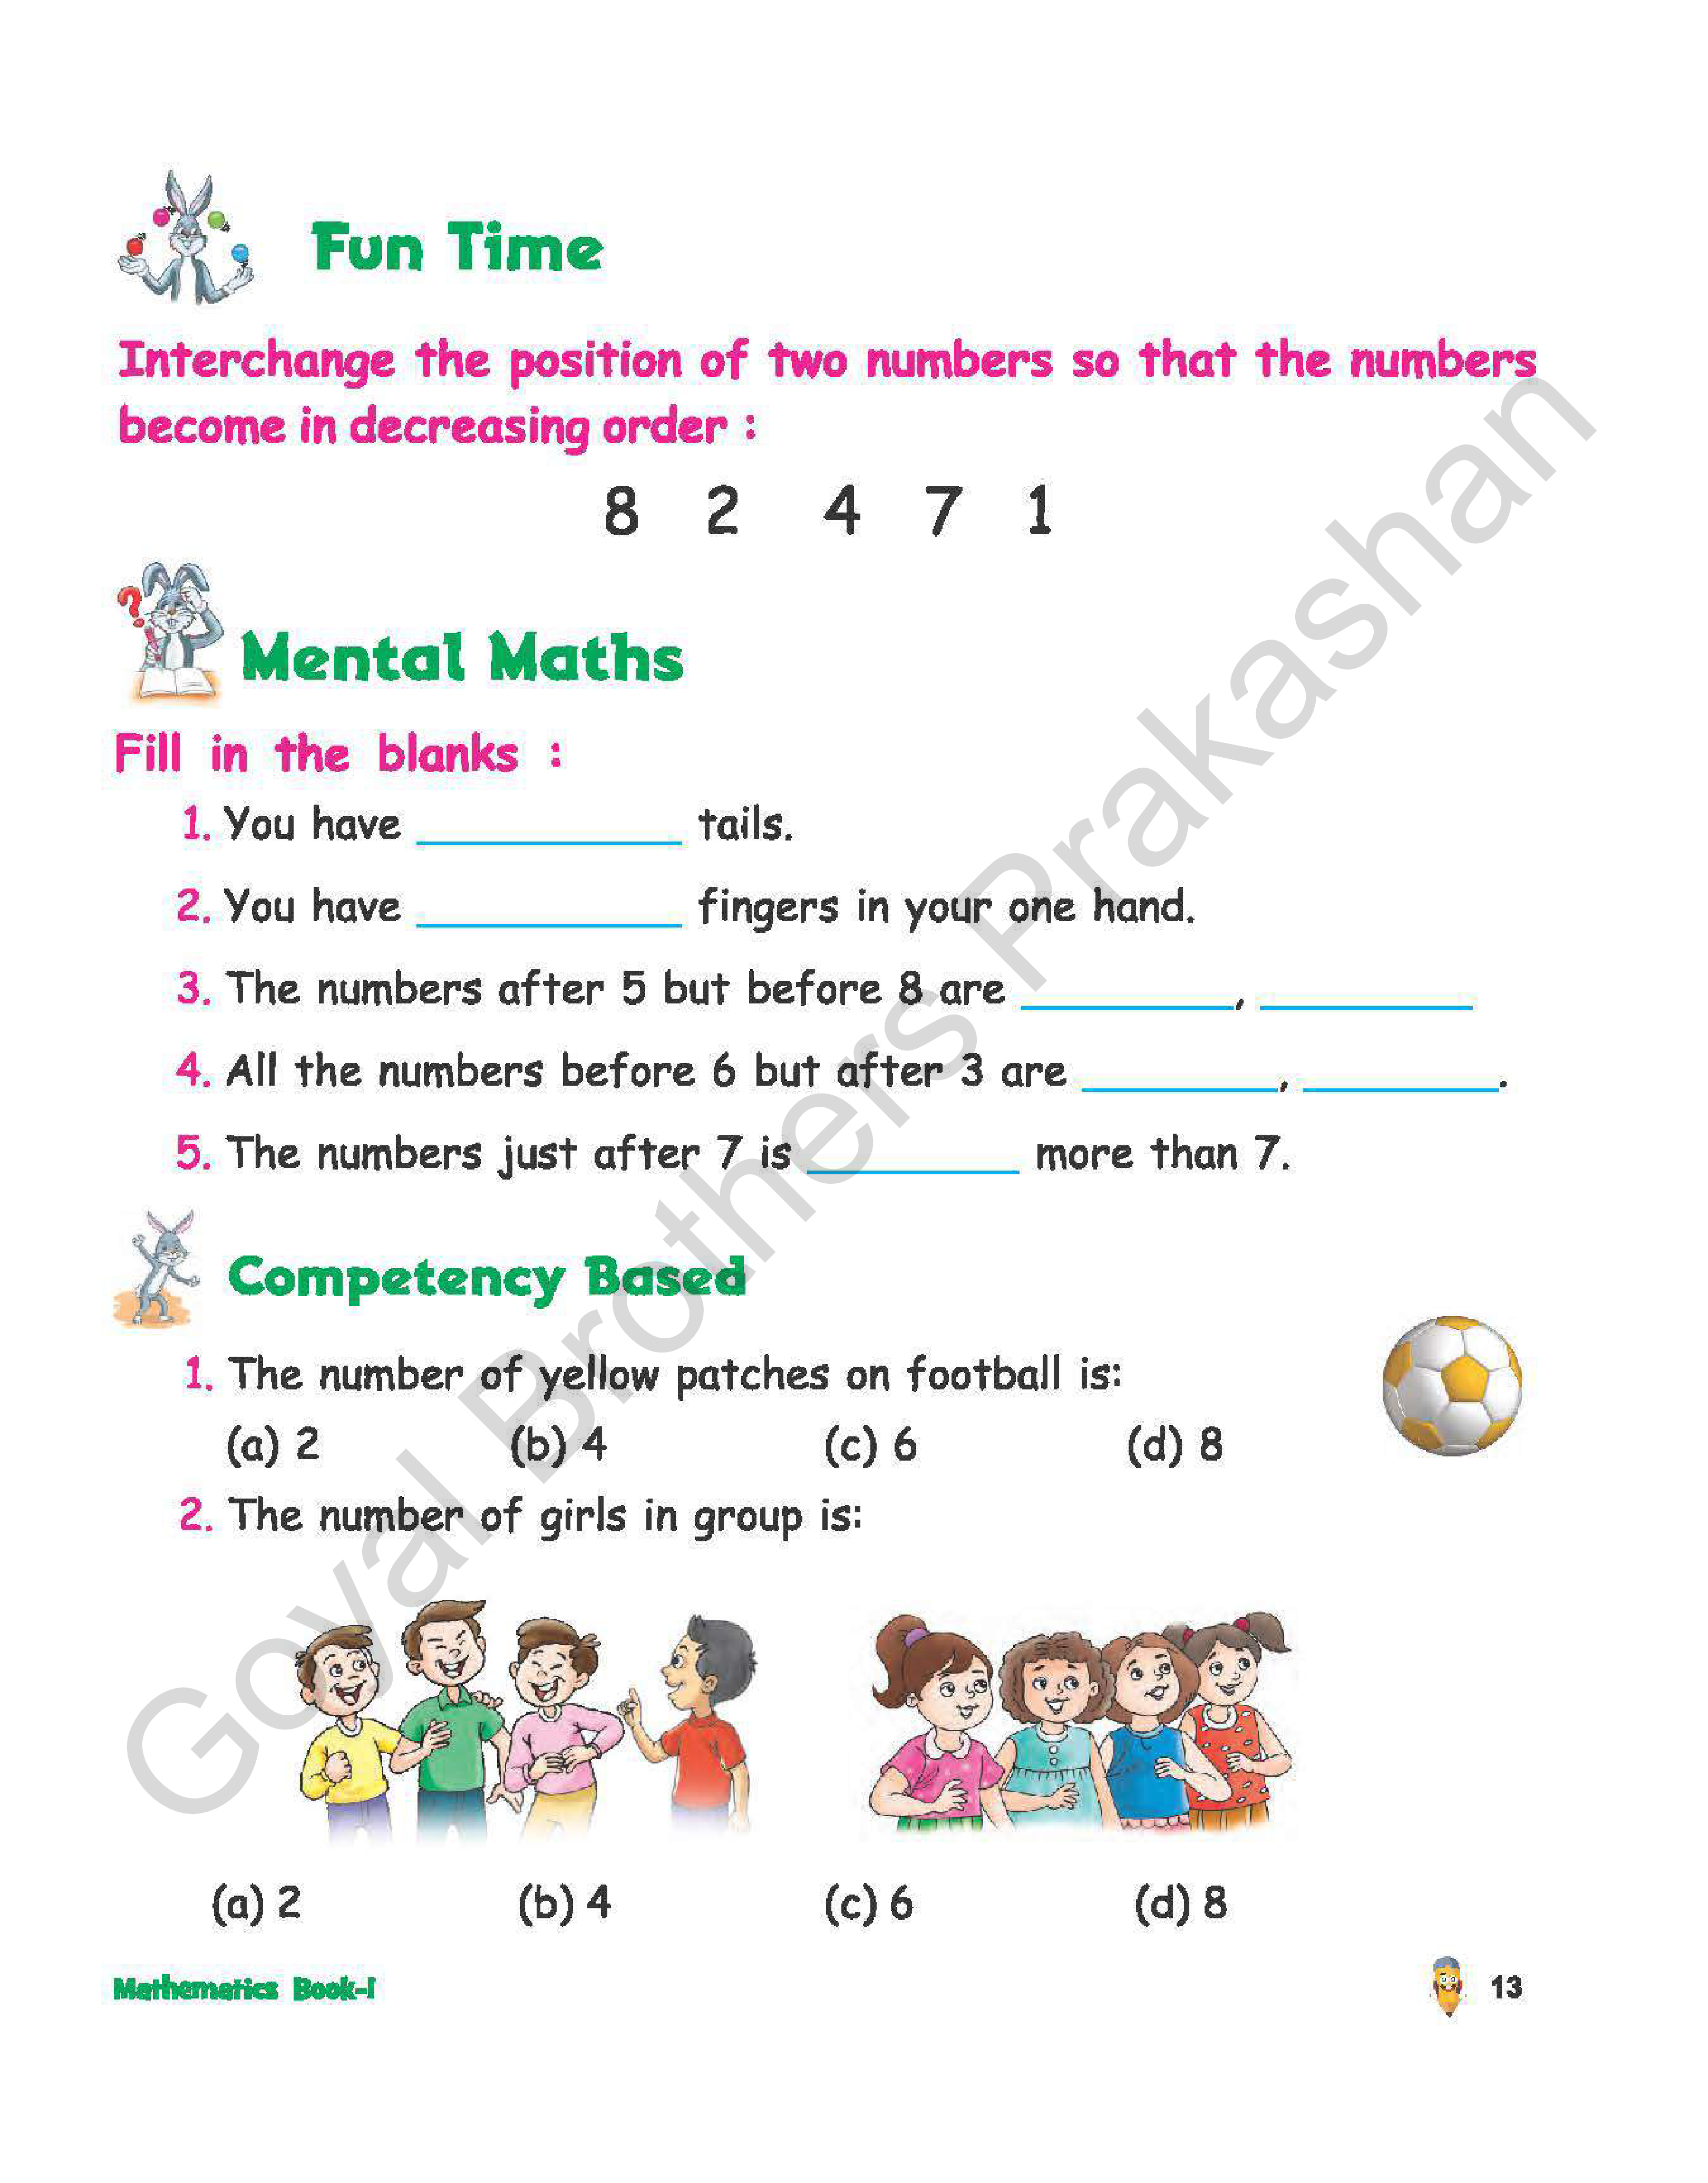 Fun Time
Interchange the position of two numbers so that the numbers
become in decreasing order :
8 2 4 7 1
?
Mental Maths
Fill in the blanks :
1. You have ____________ tails.
2. You have ____________ fingers in your one hand.
3. The numbers after 5 but before 8 are __________, __________
4. All the numbers before 6 but after 3 are _________, _________.
5. The numbers just after 7 is __________ more than 7.
Competency Based
1. The number of yellow patches on football is:
(a) 2 (b) 4 (c) 6 (d) 8
2. The number of girls in group is:
(a) 2 (b) 4 (c) 6 (d) 8
Mathematics Book-1 13
Goyal Brothers Prakashan